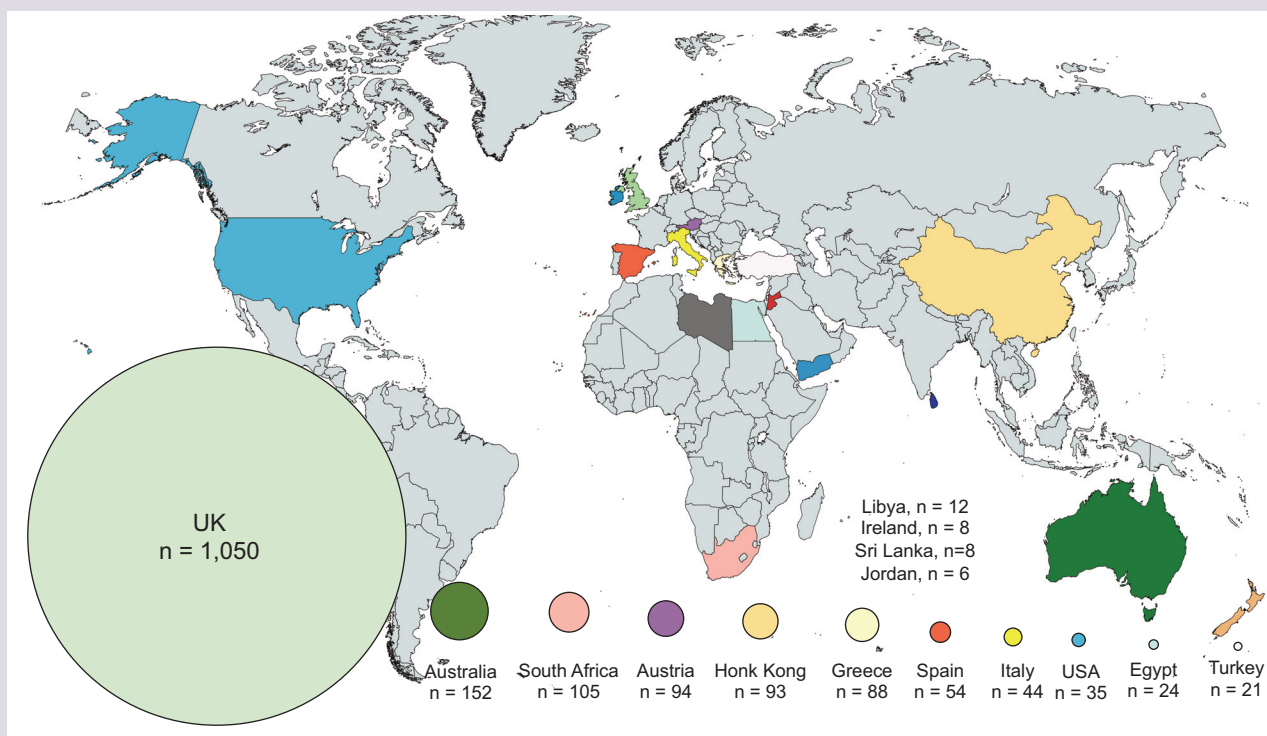 UK
n = 1,050
Libya, n = 12
Ireland, n = 8
Sri Lanka, n=8
Jordan, n = 6
Australia
n = 152
South Africa
n = 105
Austria
n = 94
Honk Kong
n = 93
Greece
n = 88
Spain
n = 54
Italy
n = 44
USA
n = 35
Egypt
n = 24
Turkey
n = 21